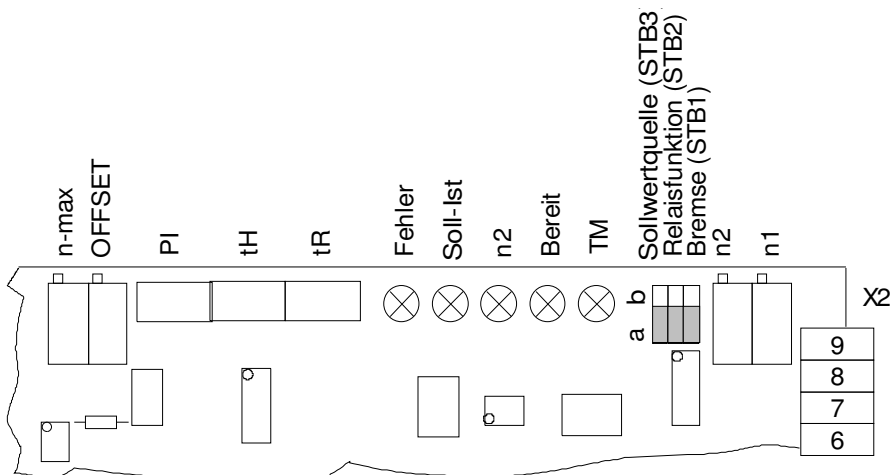 n-max
OFFSET
PI
tH
tR
Fehler
Soll-Ist
n2
Bereit
TM
Sollwertquelle (STB3)
Relaisfunktion (STB2)
Bremse (STB1)
n2
n1
b
a
X2
9
8
7
6